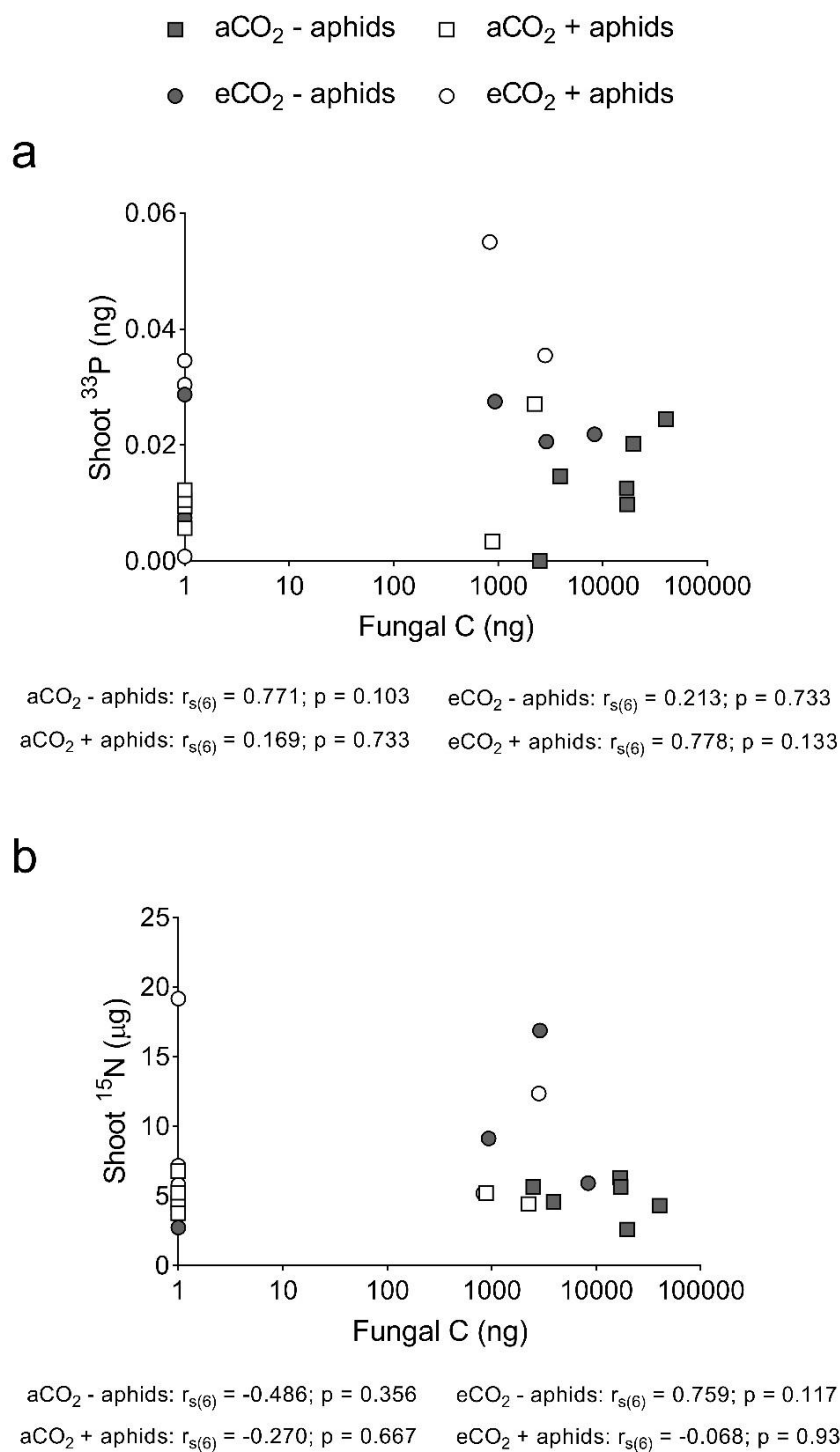 aCO₂ - aphids aCO₂ + aphids
eCO₂ - aphids eCO₂ + aphids
a
0.06
0.04
0.02
0.00
Shoot ³³P (ng)
1 10 100 1000 10000 100000
Fungal C (ng)
aCO₂ - aphids: rₛ₍₆₎ = 0.771; p = 0.103 eCO₂ - aphids: rₛ₍₆₎ = 0.213; p = 0.733
aCO₂ + aphids: rₛ₍₆₎ = 0.169; p = 0.733 eCO₂ + aphids: rₛ₍₆₎ = 0.778; p = 0.133
b
25
20
15
10
5
0
Shoot ¹⁵N (µg)
1 10 100 1000 10000 100000
Fungal C (ng)
aCO₂ - aphids: rₛ₍₆₎ = -0.486; p = 0.356 eCO₂ - aphids: rₛ₍₆₎ = 0.759; p = 0.117
aCO₂ + aphids: rₛ₍₆₎ = -0.270; p = 0.667 eCO₂ + aphids: rₛ₍₆₎ = -0.068; p = 0.93